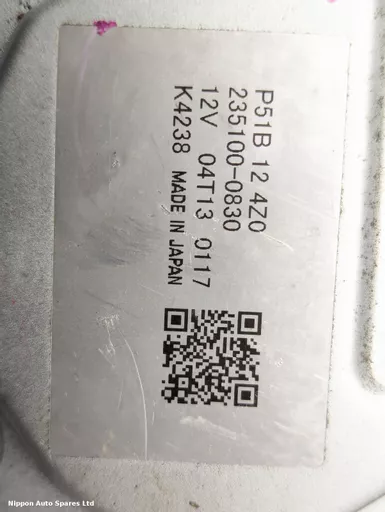 P51B 12 4Z0
235100-0830
12V 04T13 0117
K4238 MADE IN JAPAN
Nippon Auto Spares Ltd